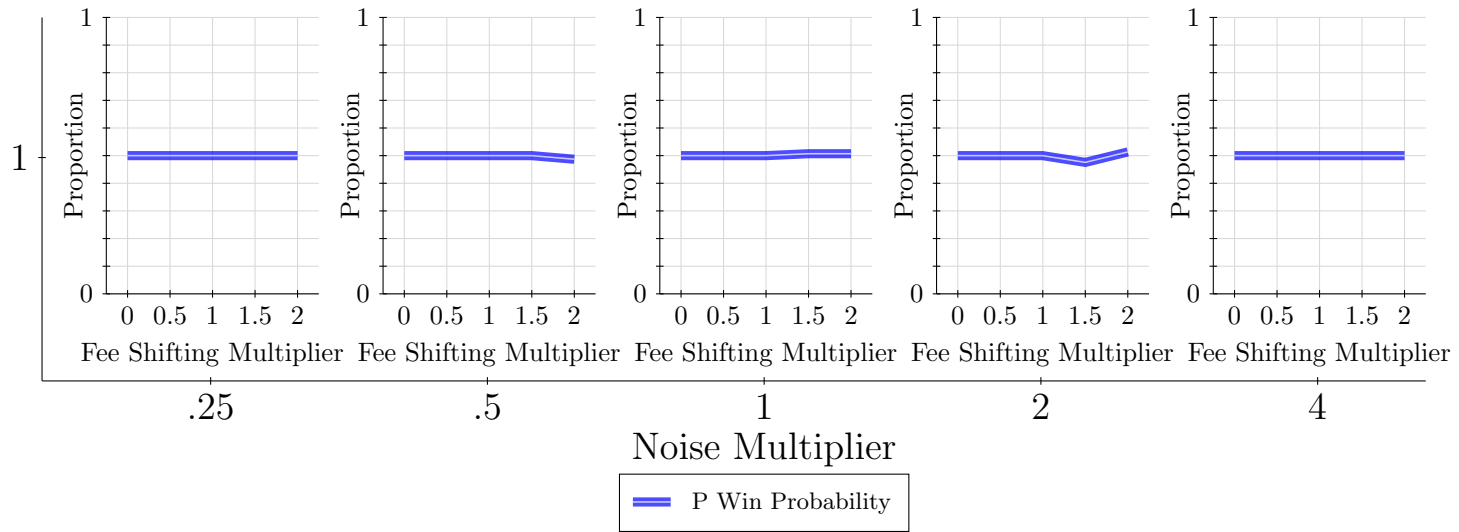 1
Proportion
1
0
0 0.5 1 1.5 2
Fee Shifting Multiplier
Proportion
1
0
0 0.5 1 1.5 2
Fee Shifting Multiplier
Proportion
1
0
0 0.5 1 1.5 2
Fee Shifting Multiplier
Proportion
1
0
0 0.5 1 1.5 2
Fee Shifting Multiplier
Proportion
1
0
0 0.5 1 1.5 2
Fee Shifting Multiplier
.25 .5 1 2 4
Noise Multiplier
P Win Probability